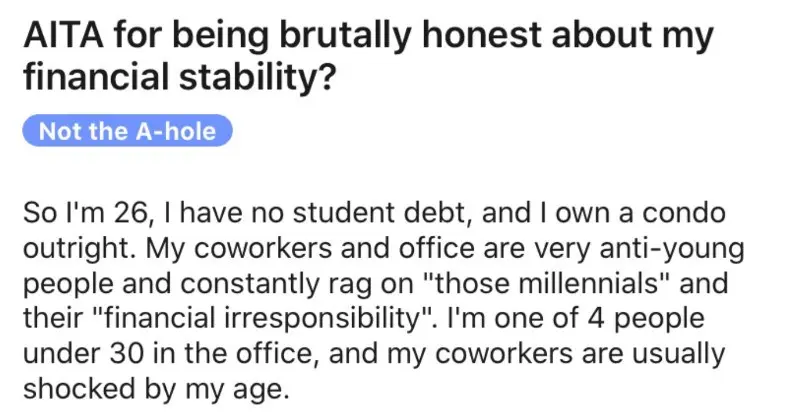 AITA for being brutally honest about my
financial stability?
Not the A-hole
So I'm 26, I have no student debt, and I own a condo
outright. My coworkers and office are very anti-young
people and constantly rag on "those millennials" and
their "financial irresponsibility". I'm one of 4 people
under 30 in the office, and my coworkers are usually
shocked by my age.